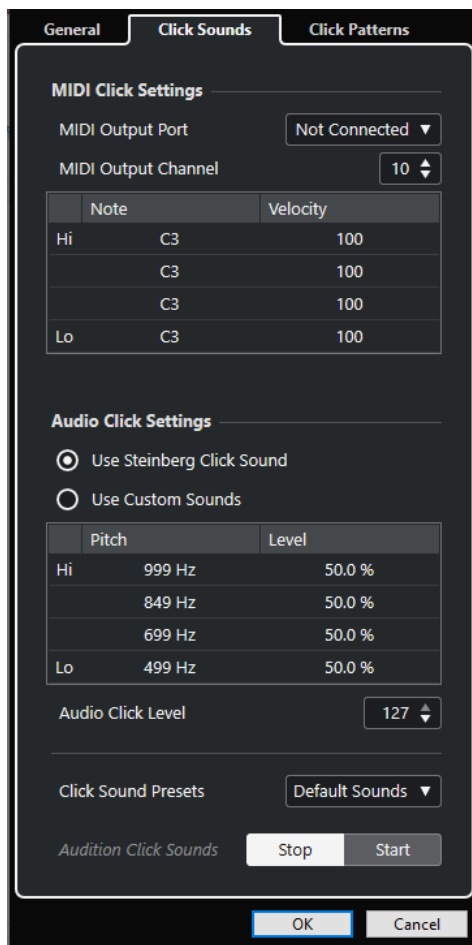 General Click Sounds Click Patterns
MIDI Click Settings
MIDI Output Port Not Connected
MIDI Output Channel 10
Note Velocity
Hi C3 100
C3 100
C3 100
Lo C3 100
Audio Click Settings
Use Steinberg Click Sound
Use Custom Sounds
Pitch Level
Hi 999 Hz 50.0 %
849 Hz 50.0 %
699 Hz 50.0 %
Lo 499 Hz 50.0 %
Audio Click Level 127
Click Sound Presets Default Sounds
Audition Click Sounds Stop Start
OK Cancel